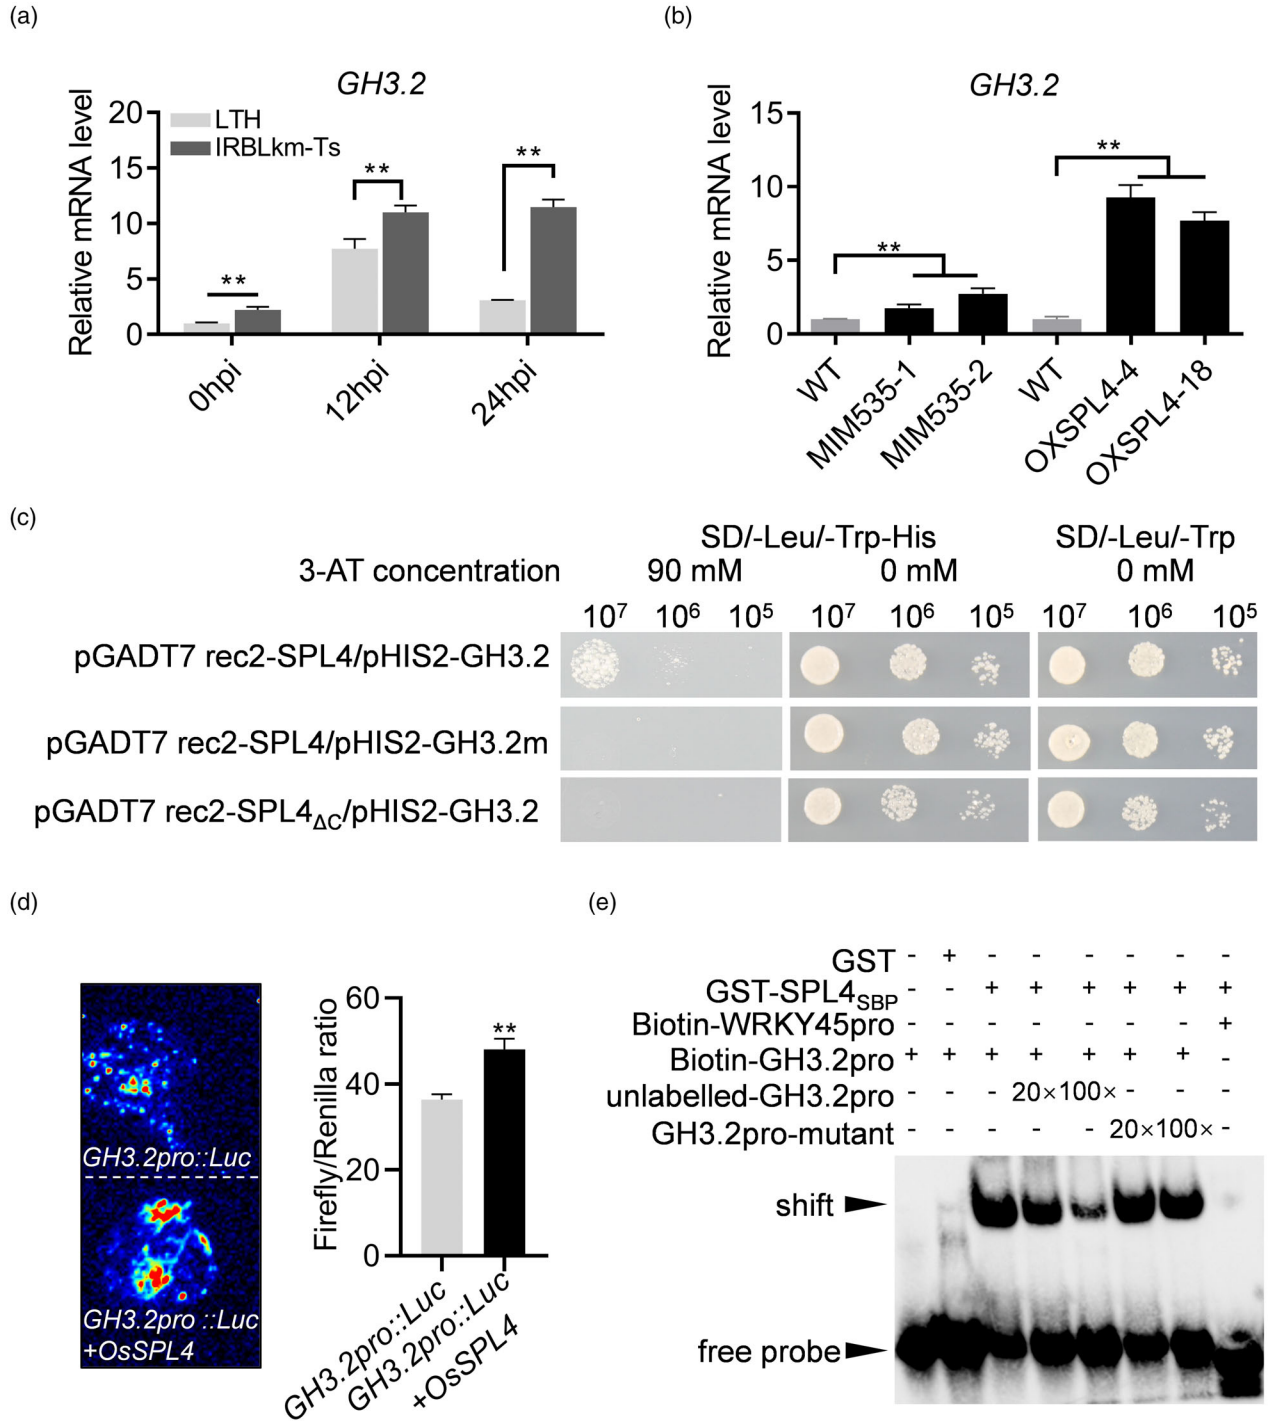 (a)
GH3.2
Relative mRNA level
20
15
10
5
0
LTH
IRBLkm-Ts
**
**
**
0hpi
12hpi
24hpi
(b)
GH3.2
Relative mRNA level
15
10
5
0
**
**
WT
MIM535-1
MIM535-2
WT
OXSPL4-4
OXSPL4-18
(c)
SD/-Leu/-Trp-His SD/-Leu/-Trp
3-AT concentration 90 mM 0 mM 0 mM
10⁷ 10⁶ 10⁵ 10⁷ 10⁶ 10⁵ 10⁷ 10⁶ 10⁵
pGADT7 rec2-SPL4/pHIS2-GH3.2
pGADT7 rec2-SPL4/pHIS2-GH3.2m
pGADT7 rec2-SPL4ΔC/pHIS2-GH3.2
(d)
GH3.2pro::Luc
GH3.2pro ::Luc
+OsSPL4
Firefly/Renilla ratio
60
40
20
0
**
GH3.2pro::Luc
GH3.2pro::Luc
+OsSPL4
(e)
GST - + - - - - - -
GST-SPL4SBP - - + + + + + +
Biotin-WRKY45pro - - - - - - - +
Biotin-GH3.2pro + + + + + + + -
unlabelled-GH3.2pro - - - 20× 100× - - -
GH3.2pro-mutant - - - - - 20× 100× -
shift
free probe